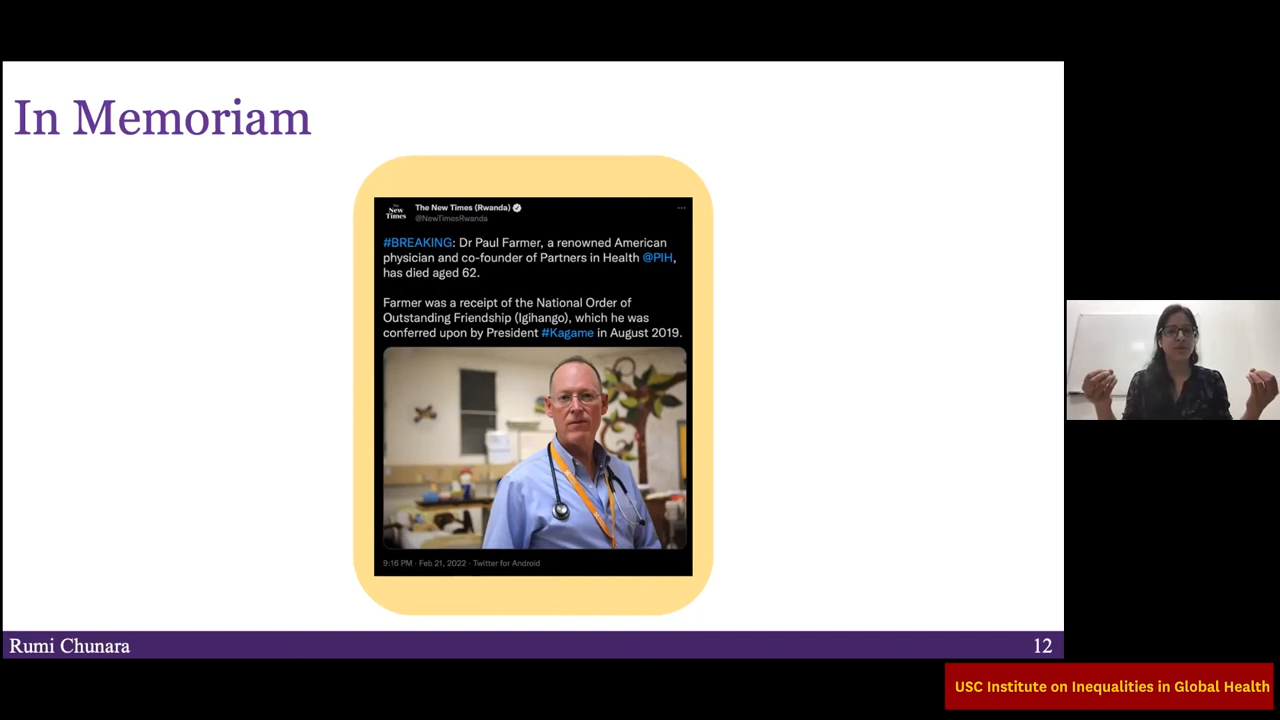 In Memoriam
The New Times
The New Times (Rwanda)
@NewTimesRwanda
#BREAKING: Dr Paul Farmer, a renowned American
physician and co-founder of Partners in Health @PIH,
has died aged 62.
Farmer was a receipt of the National Order of
Outstanding Friendship (Igihango), which he was
conferred upon by President #Kagame in August 2019.
9:16 PM · Feb 21, 2022 · Twitter for Android
Rumi Chunara
12
USC Institute on Inequalities in Global Health